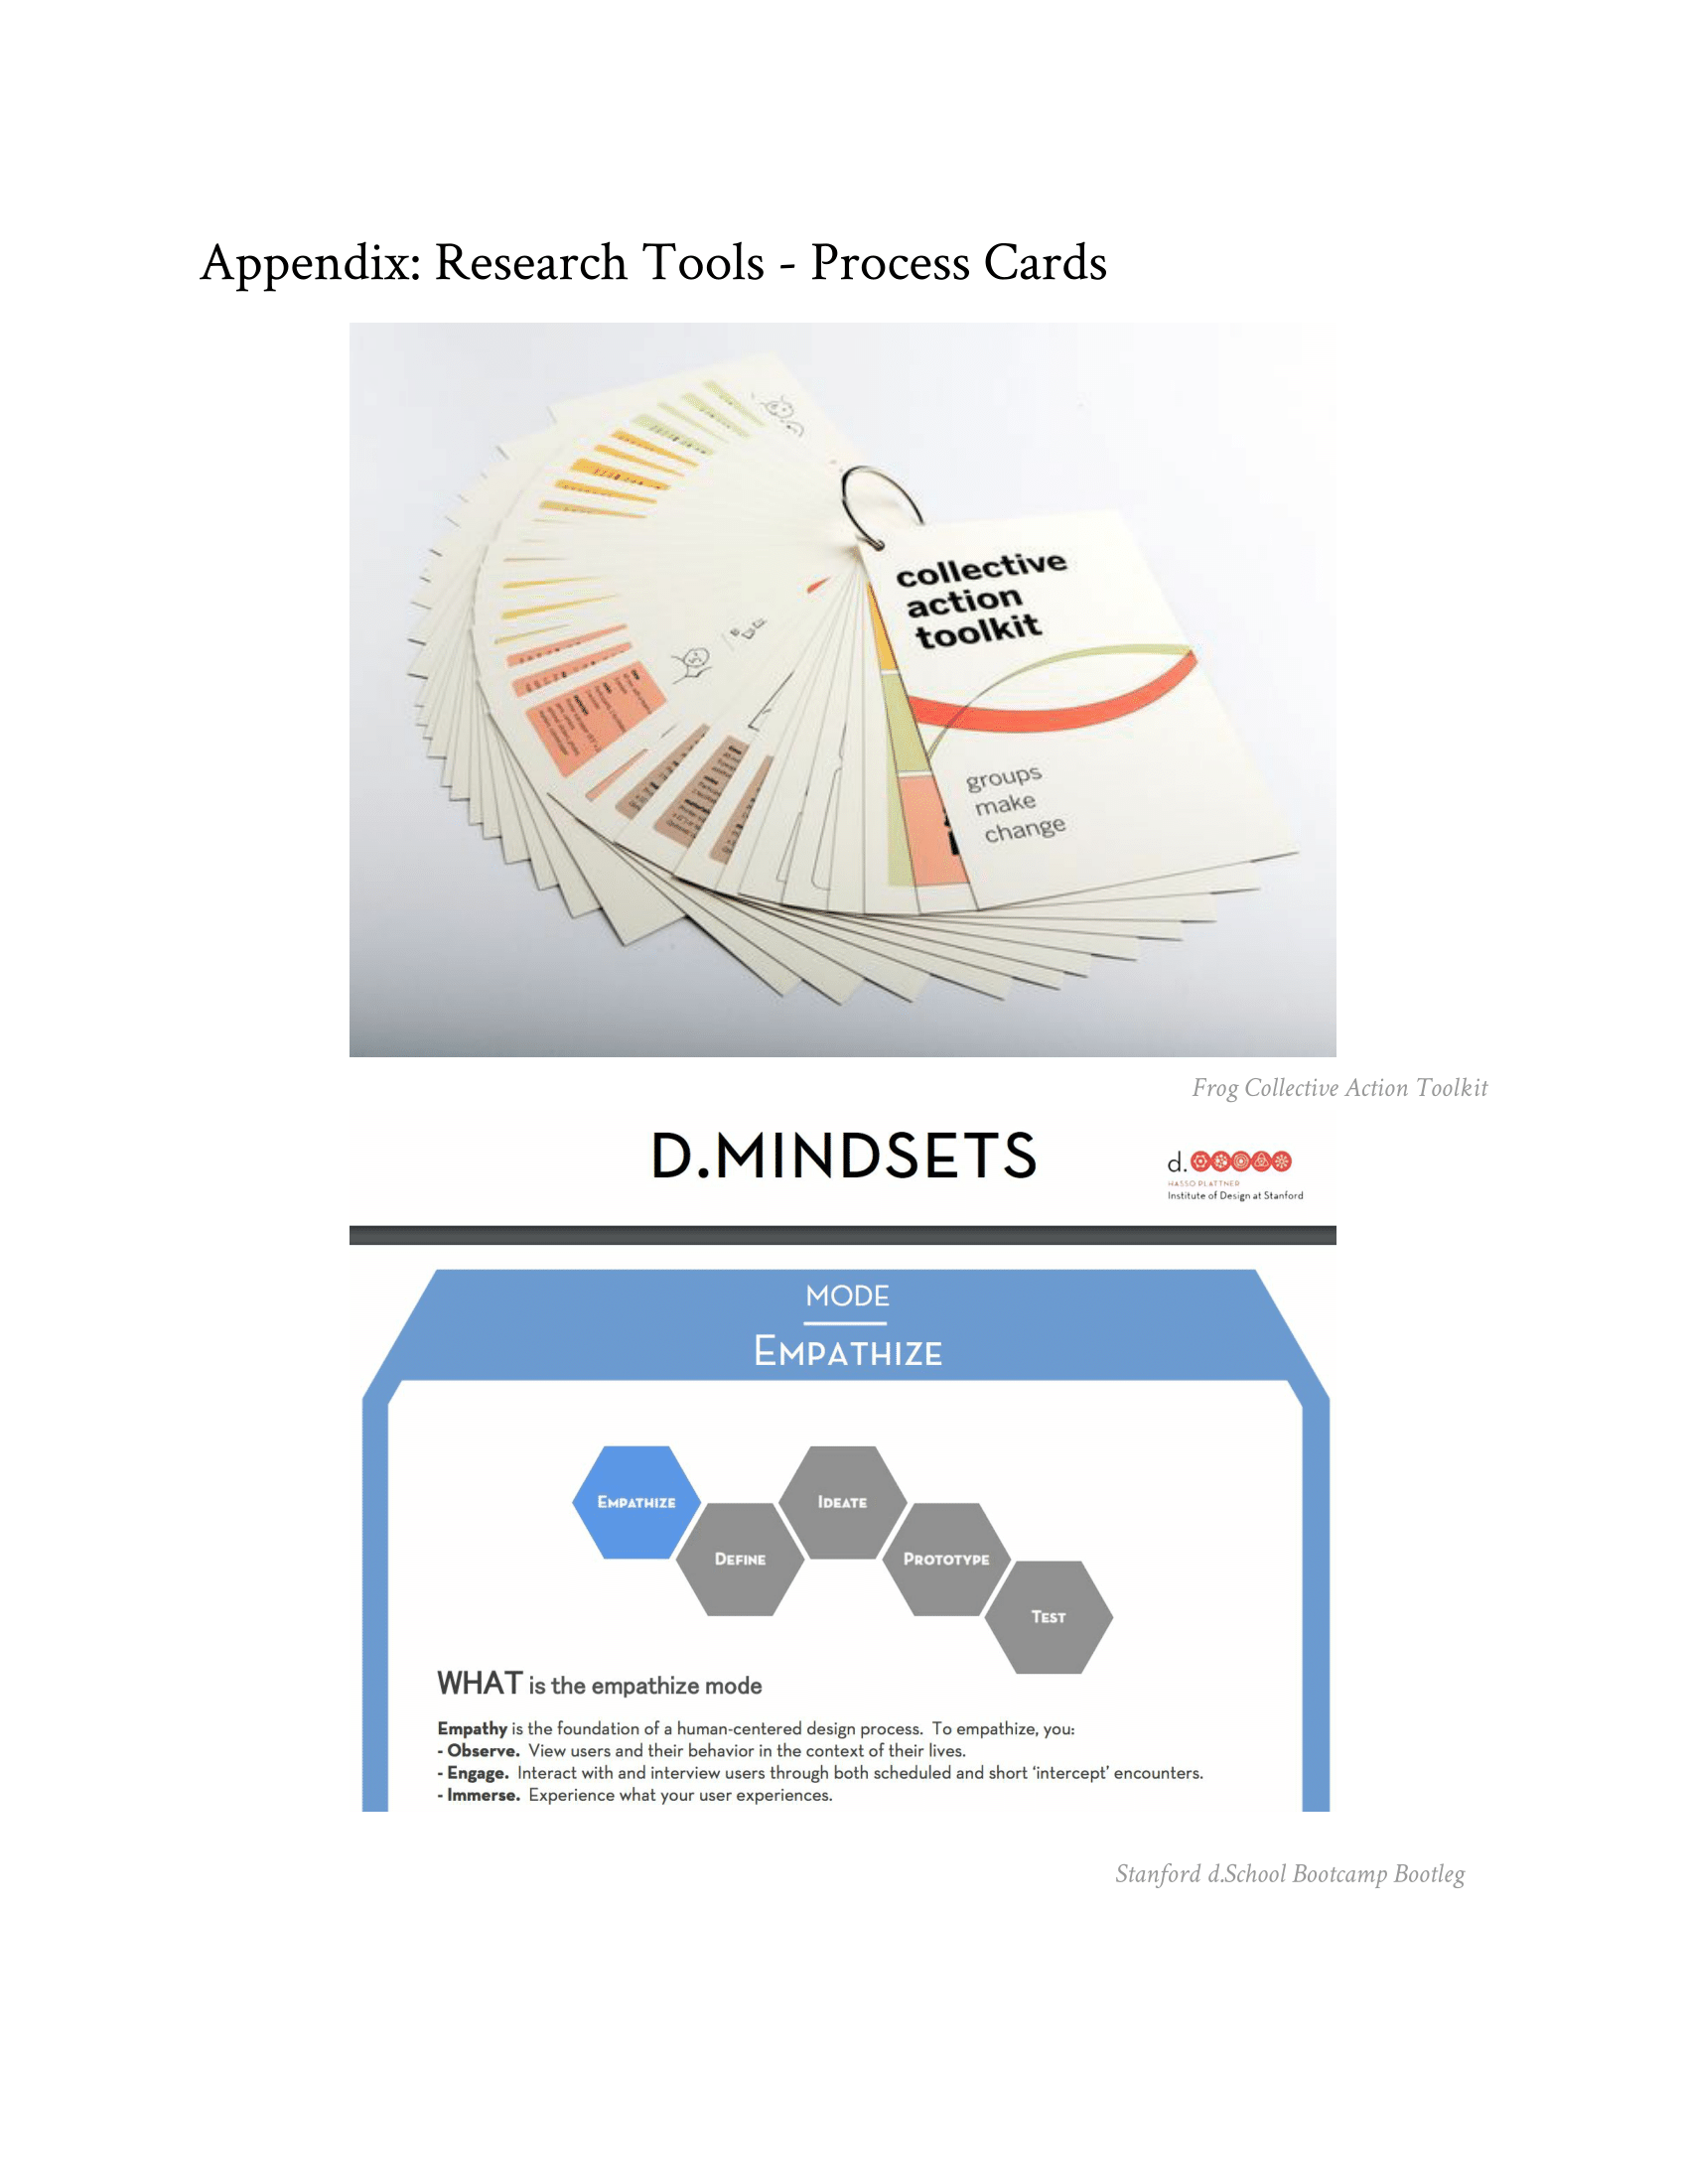 Appendix: Research Tools - Process Cards
collective
action
toolkit
groups
make
change
Frog Collective Action Toolkit
D.MINDSETS
d.
HASSO PLATTNER
Institute of Design at Stanford
MODE
EMPATHIZE
EMPATHIZE
IDEATE
DEFINE
PROTOTYPE
TEST
WHAT is the empathize mode
Empathy is the foundation of a human-centered design process.  To empathize, you:
- Observe.  View users and their behavior in the context of their lives.
- Engage.  Interact with and interview users through both scheduled and short ‘intercept’ encounters.
- Immerse.  Experience what your user experiences.
Stanford d.School Bootcamp Bootleg